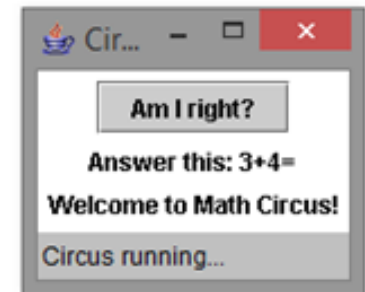 Cir...
Am I right?
Answer this: 3+4=
Welcome to Math Circus!
Circus running...